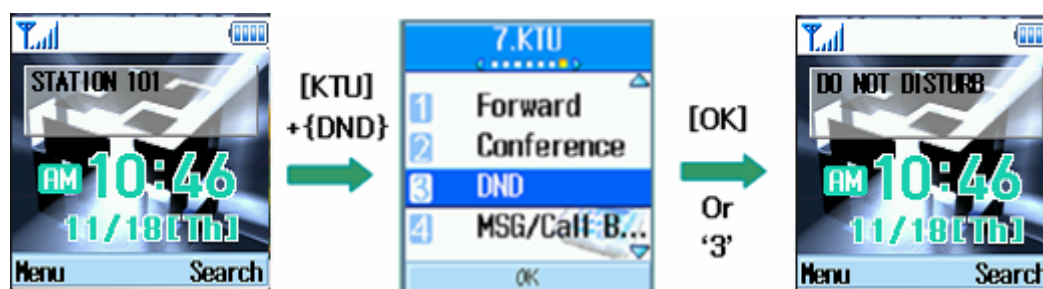 STATION 101
AM 10:46
11/18[Th]
Menu Search
[KTU]
+{DND}
7.KTU
1 Forward
2 Conference
3 DND
4 MSG/Call B...
OK
[OK]
Or
‘3’
DO NOT DISTURB
AM 10:46
11/18[Th]
Menu Search